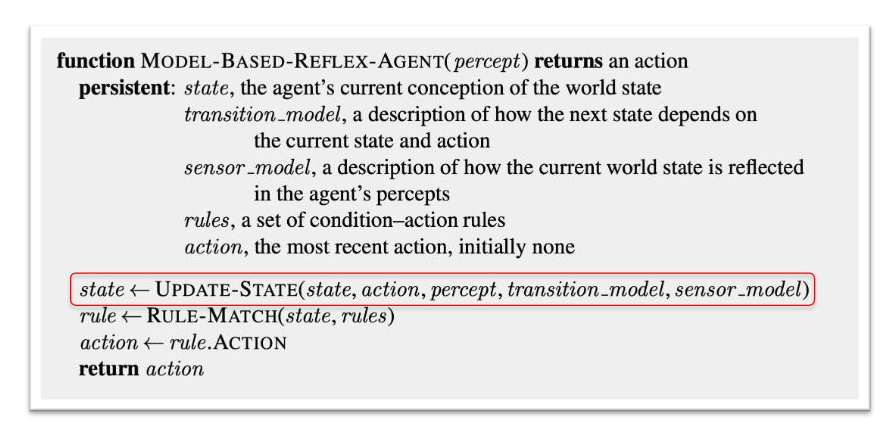 function MODEL-BASED-REFLEX-AGENT(percept) returns an action
persistent: state, the agent's current conception of the world state
transition_model, a description of how the next state depends on
the current state and action
sensor_model, a description of how the current world state is reflected
in the agent's percepts
rules, a set of condition–action rules
action, the most recent action, initially none
state ← UPDATE-STATE(state, action, percept, transition_model, sensor_model)
rule ← RULE-MATCH(state, rules)
action ← rule.ACTION
return action